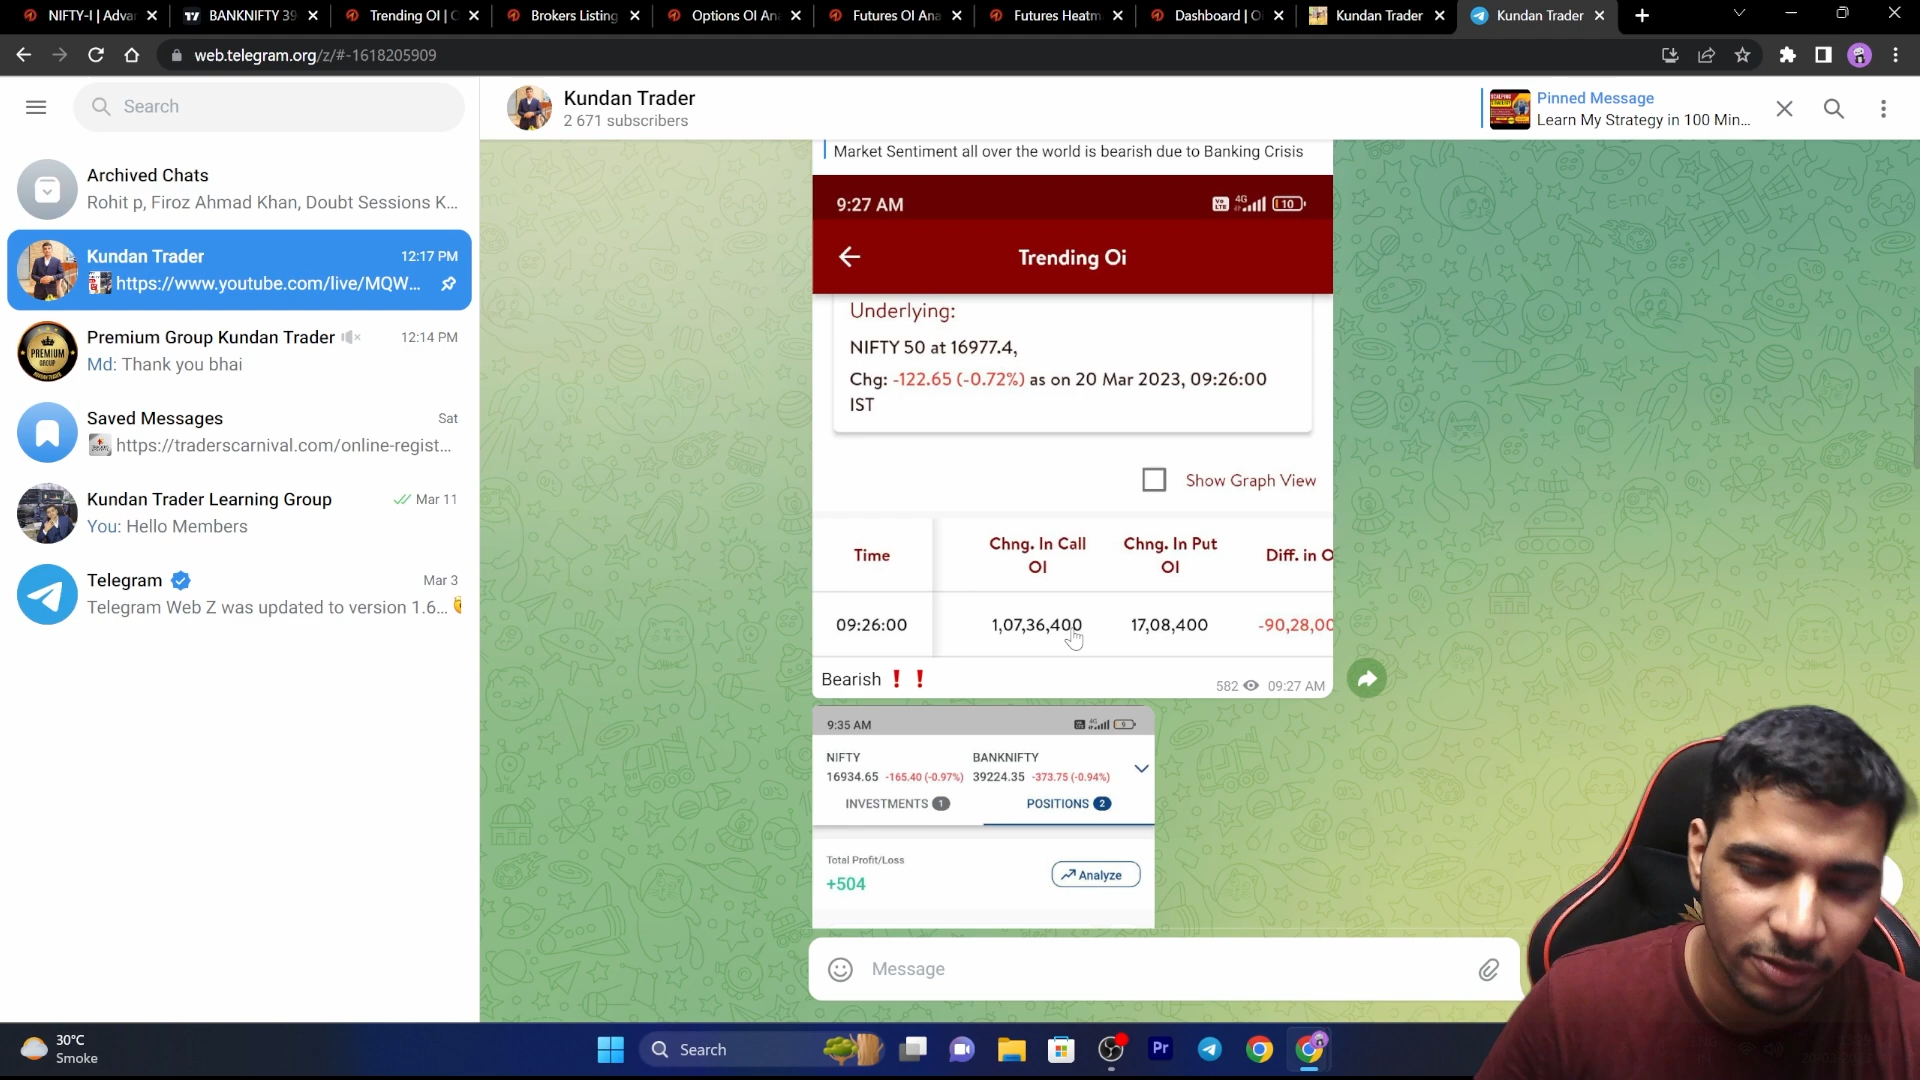 NIFTY-I | Advan
BANKNIFTY 39
Trending OI | O
Brokers Listing
Options OI Ana
Futures OI Ana
Futures Heatm
Dashboard | O
Kundan Trader
Kundan Trader
web.telegram.org/z/#-1618205909
Search
Kundan Trader
2 671 subscribers
Pinned Message
Learn My Strategy in 100 Min...
Archived Chats
Rohit p, Firoz Ahmad Khan, Doubt Sessions K...
Kundan Trader 12:17 PM
https://www.youtube.com/live/MQW...
Premium Group Kundan Trader 12:14 PM
Md: Thank you bhai
Saved Messages Sat
https://traderscarnival.com/online-regist...
Kundan Trader Learning Group Mar 11
You: Hello Members
Telegram Mar 3
Telegram Web Z was updated to version 1.6...
Market Sentiment all over the world is bearish due to Banking Crisis
9:27 AM 4G 10
Trending Oi
Underlying:
NIFTY 50 at 16977.4,
Chg: -122.65 (-0.72%) as on 20 Mar 2023, 09:26:00
IST
Show Graph View
Time Chng. In Call OI Chng. In Put OI Diff. in O
09:26:00 1,07,36,400 17,08,400 -90,28,00
Bearish ❗ ❗
582 09:27 AM
9:35 AM 4G 9
NIFTY BANKNIFTY
16934.65 -165.40 (-0.97%) 39224.35 -373.75 (-0.94%)
INVESTMENTS 1 POSITIONS 2
Total Profit/Loss
+504
Analyze
Message
30°C
Smoke
Search
Pr